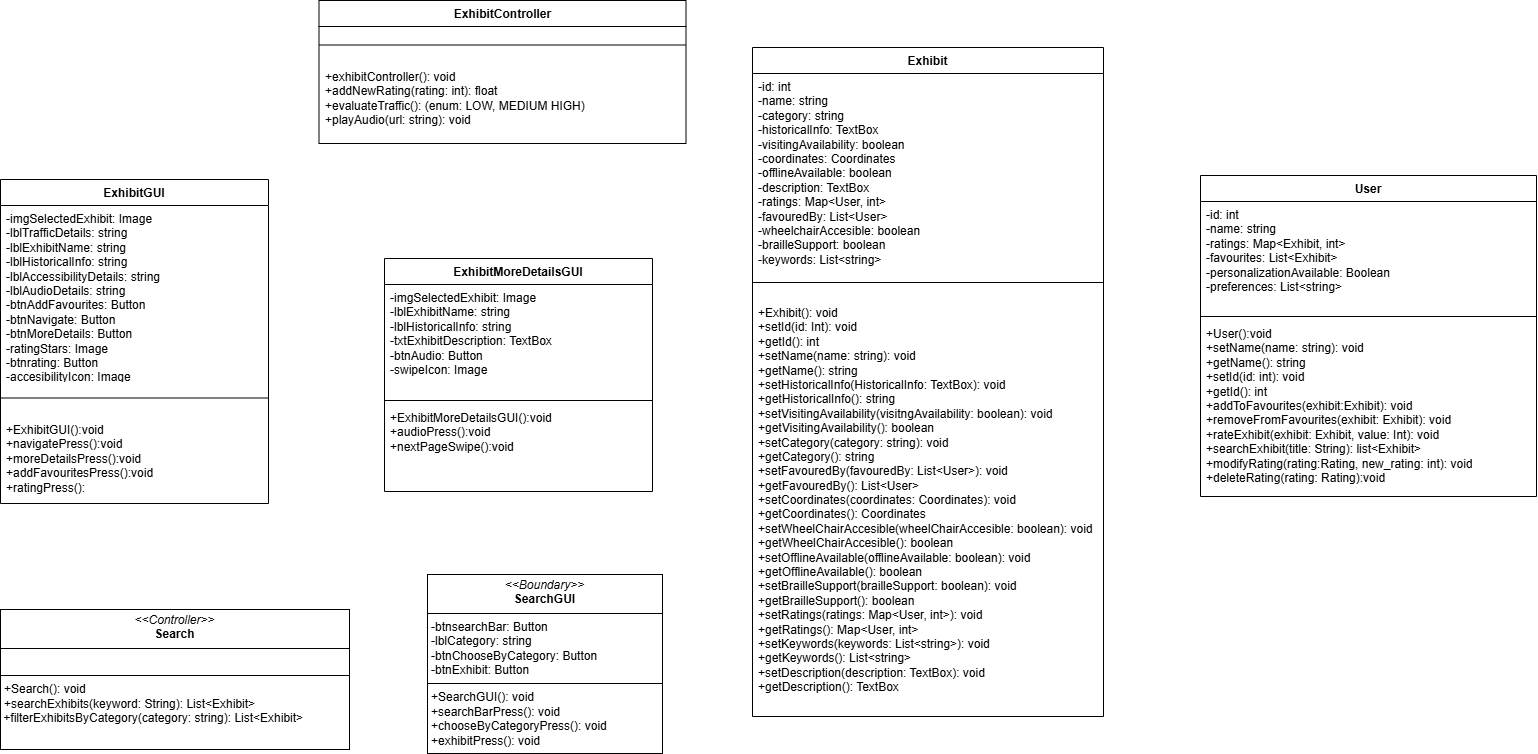 ExhibitController
+exhibitController(): void
+addNewRating(rating: int): float
+evaluateTraffic(): (enum: LOW, MEDIUM HIGH)
+playAudio(url: string): void
ExhibitGUI
-imgSelectedExhibit: Image
-lblTrafficDetails: string
-lblExhibitName: string
-lblHistoricalInfo: string
-lblAccessibilityDetails: string
-lblAudioDetails: string
-btnAddFavourites: Button
-btnNavigate: Button
-btnMoreDetails: Button
-ratingStars: Image
-btnrating: Button
-accesibilityIcon: Image
+ExhibitGUI():void
+navigatePress():void
+moreDetailsPress():void
+addFavouritesPress():void
+ratingPress():
ExhibitMoreDetailsGUI
-imgSelectedExhibit: Image
-lblExhibitName: string
-lblHistoricalInfo: string
-txtExhibitDescription: TextBox
-btnAudio: Button
-swipeIcon: Image
+ExhibitMoreDetailsGUI():void
+audioPress():void
+nextPageSwipe():void
Exhibit
-id: int
-name: string
-category: string
-historicalInfo: TextBox
-visitingAvailability: boolean
-coordinates: Coordinates
-offlineAvailable: boolean
-description: TextBox
-ratings: Map<User, int>
-favouredBy: List<User>
-wheelchairAccesible: boolean
-brailleSupport: boolean
-keywords: List<string>
+Exhibit(): void
+setId(id: Int): void
+getId(): int
+setName(name: string): void
+getName(): string
+setHistoricalInfo(HistoricalInfo: TextBox): void
+getHistoricalInfo(): string
+setVisitingAvailability(visitngAvailability: boolean): void
+getVisitingAvailability(): boolean
+setCategory(category: string): void
+getCategory(): string
+setFavouredBy(favouredBy: List<User>): void
+getFavouredBy(): List<User>
+setCoordinates(coordinates: Coordinates): void
+getCoordinates(): Coordinates
+setWheelChairAccesible(wheelChairAccesible: boolean): void
+getWheelChairAccesible(): boolean
+setOfflineAvailable(offlineAvailable: boolean): void
+getOfflineAvailable(): boolean
+setBrailleSupport(brailleSupport: boolean): void
+getBrailleSupport(): boolean
+setRatings(ratings: Map<User, int>): void
+getRatings(): Map<User, int>
+setKeywords(keywords: List<string>): void
+getKeywords(): List<string>
+setDescription(description: TextBox): void
+getDescription(): TextBox
User
-id: int
-name: string
-ratings: Map<Exhibit, int>
-favourites: List<Exhibit>
-personalizationAvailable: Boolean
-preferences: List<string>
+User():void
+setName(name: string): void
+getName(): string
+setId(id: int): void
+getId(): int
+addToFavourites(exhibit:Exhibit): void
+removeFromFavourites(exhibit: Exhibit): void
+rateExhibit(exhibit: Exhibit, value: Int): void
+searchExhibit(title: String): list<Exhibit>
+modifyRating(rating:Rating, new_rating: int): void
+deleteRating(rating: Rating):void
<<Controller>>
Search
+Search(): void
+searchExhibits(keyword: String): List<Exhibit>
+filterExhibitsByCategory(category: string): List<Exhibit>
<<Boundary>>
SearchGUI
-btnsearchBar: Button
-lblCategory: string
-btnChooseByCategory: Button
-btnExhibit: Button
+SearchGUI(): void
+searchBarPress(): void
+chooseByCategoryPress(): void
+exhibitPress(): void